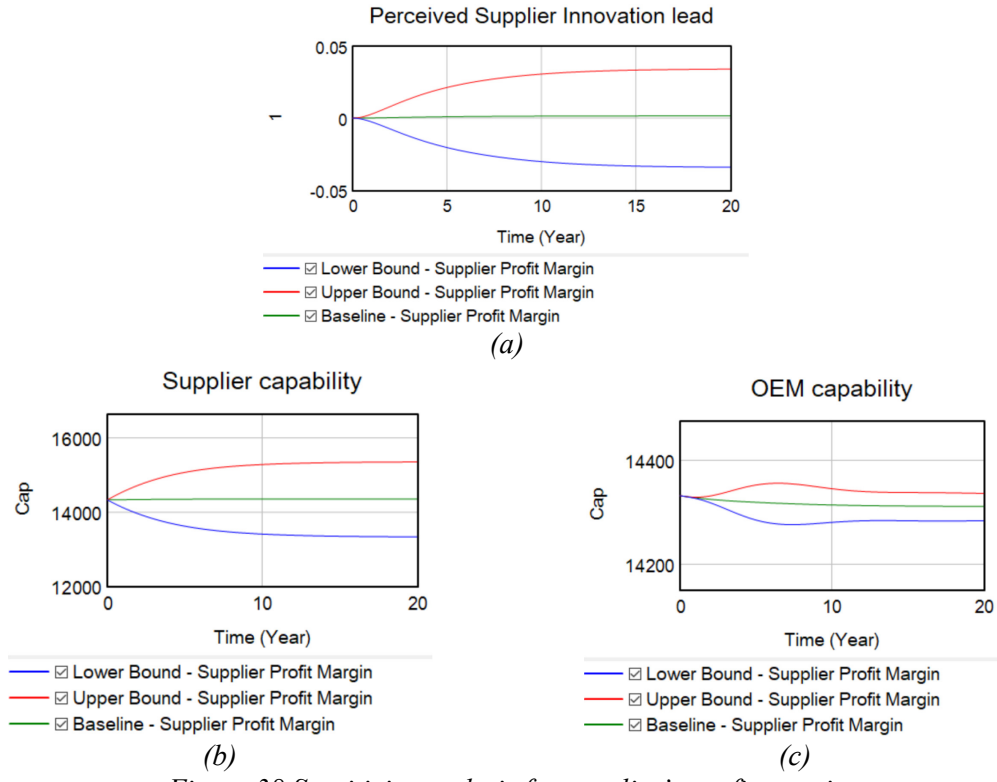 Perceived Supplier Innovation lead
0.05
0
-0.05
1
0 5 10 15 20
Time (Year)
Lower Bound - Supplier Profit Margin
Upper Bound - Supplier Profit Margin
Baseline - Supplier Profit Margin
(a)
Supplier capability
16000
14000
12000
Cap
0 10 20
Time (Year)
Lower Bound - Supplier Profit Margin
Upper Bound - Supplier Profit Margin
Baseline - Supplier Profit Margin
(b)
OEM capability
14400
14200
Cap
0 10 20
Time (Year)
Lower Bound - Supplier Profit Margin
Upper Bound - Supplier Profit Margin
Baseline - Supplier Profit Margin
(c)